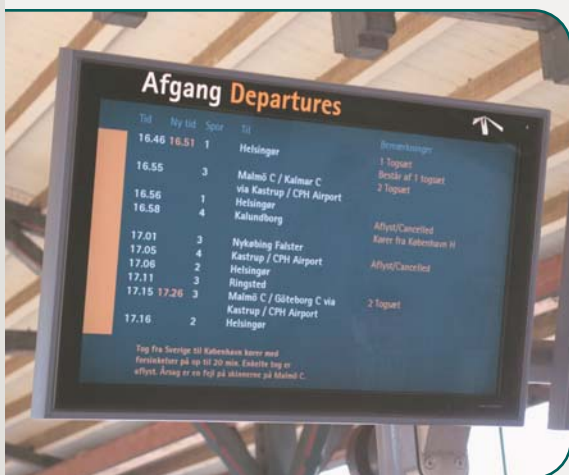 Afgang Departures
Tid Ny tid Spor Til Bemærkninger
16.46 16.51 1 Helsingør 1 Togsæt
Består af 1 togsæt
16.55 3 Malmö C / Kalmar C 2 Togsæt
via Kastrup / CPH Airport
16.56 1 Helsingør
16.58 4 Kalundborg Aflyst/Cancelled
Kører fra København H
17.01 3 Nykøbing Falster
17.05 4 Kastrup / CPH Airport Aflyst/Cancelled
17.06 2 Helsingør
17.11 3 Ringsted
17.15 17.26 3 Malmö C / Göteborg C via 2 Togsæt
Kastrup / CPH Airport
17.16 2 Helsingør
Tog fra Sverige til København kører med
forsinkelser på op til 20 min. Enkelte tog er
aflyst. Årsag er en fejl på skinnerne på Malmö C.